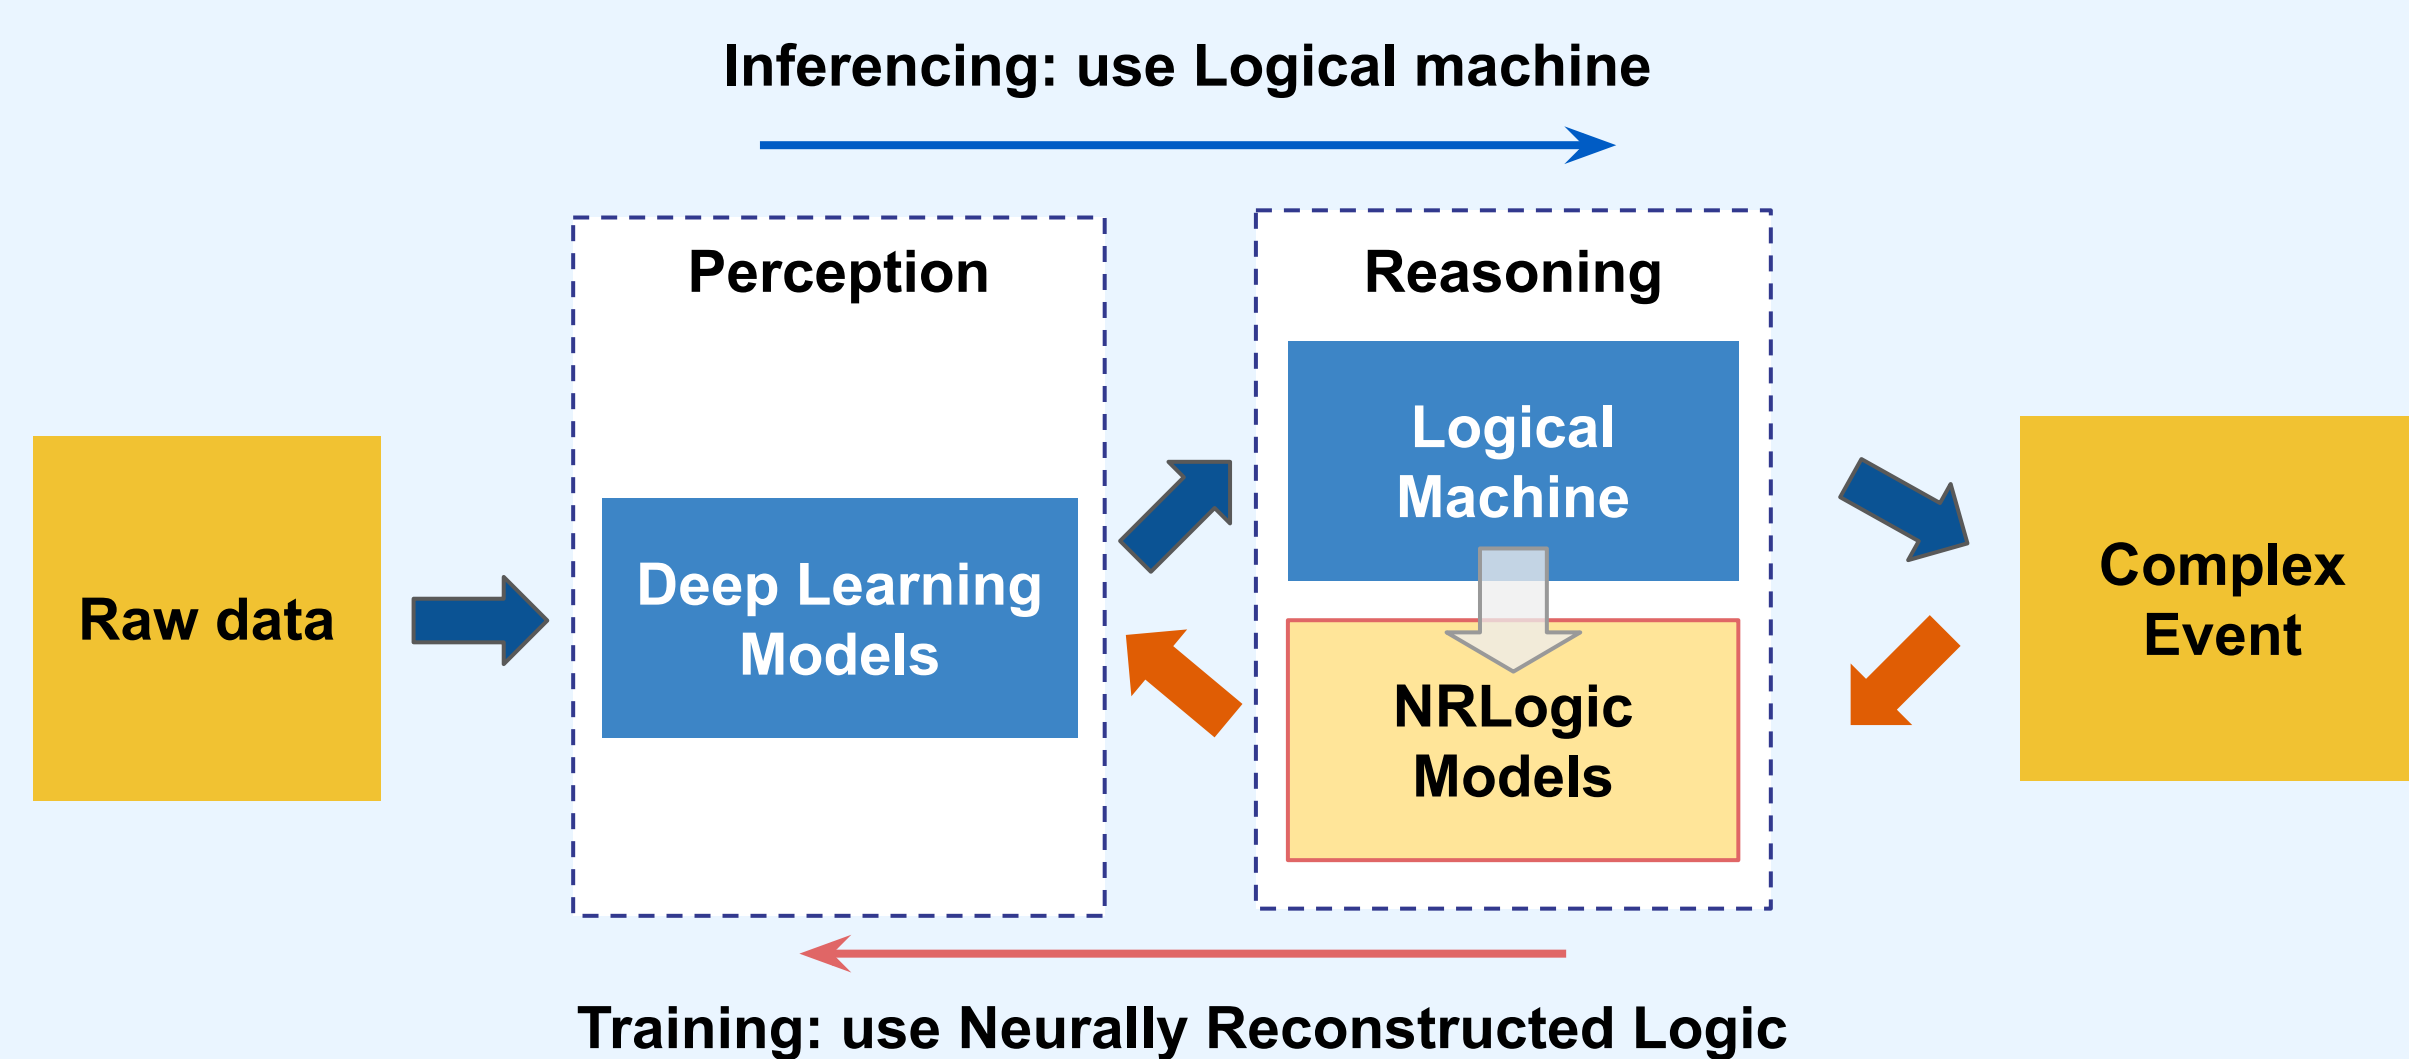 Inferencing: use Logical machine
Perception
Reasoning
Logical
Machine
Raw data
Deep Learning
Models
Complex
Event
NRLogic
Models
Training: use Neurally Reconstructed Logic